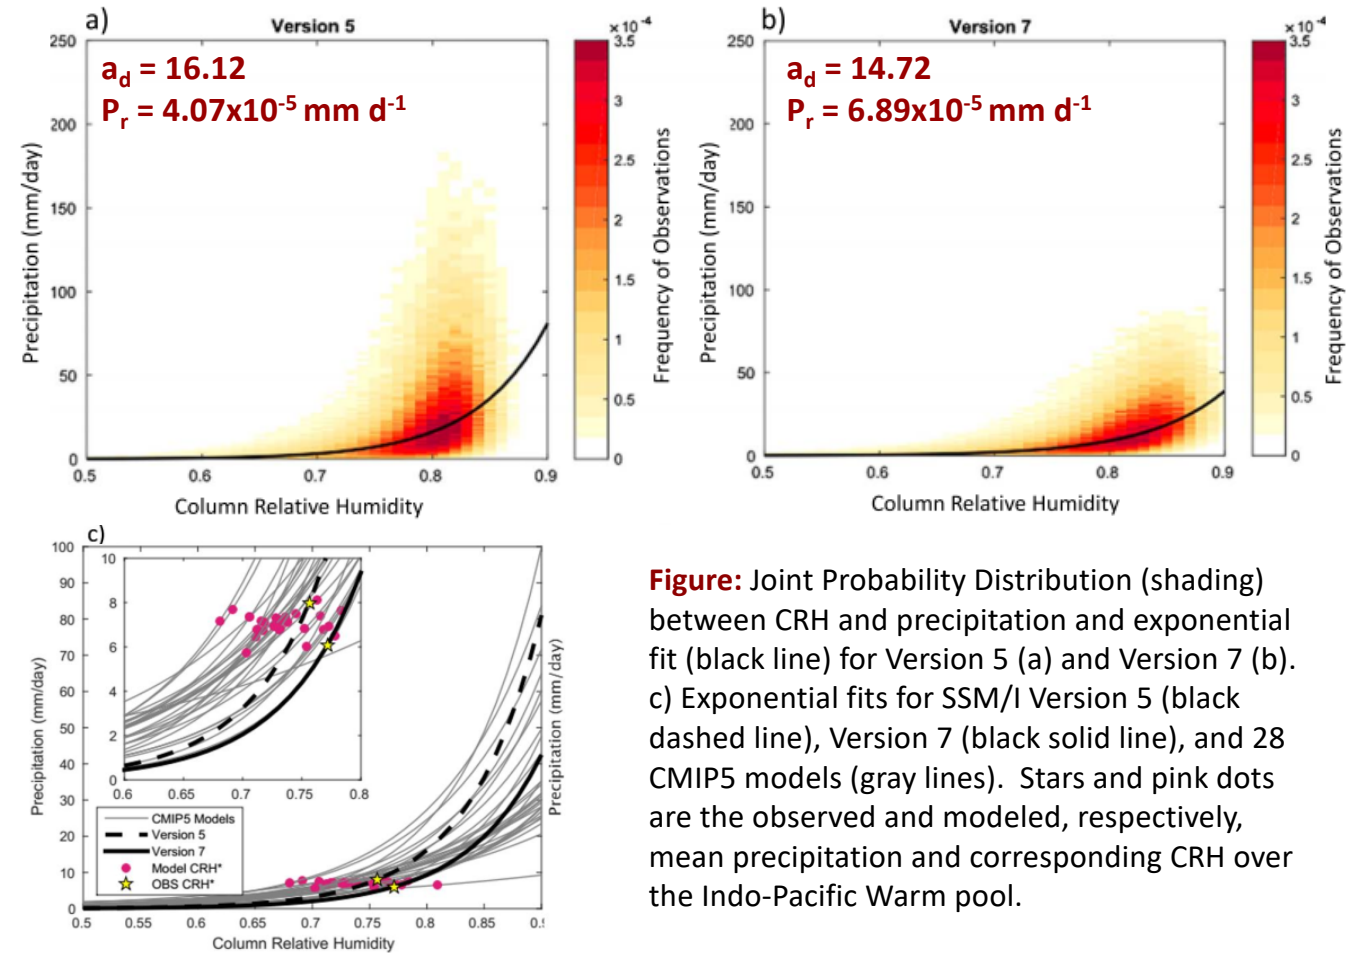 a)
Version 5
×10⁻⁴
a_d = 16.12
P_r = 4.07x10⁻⁵ mm d⁻¹
250
200
150
100
50
0
0.5
0.6
0.7
0.8
0.9
Precipitation (mm/day)
Column Relative Humidity
3.5
3
2.5
2
1.5
1
0.5
0
Frequency of Observations
b)
Version 7
×10⁻⁴
a_d = 14.72
P_r = 6.89x10⁻⁵ mm d⁻¹
250
200
150
100
50
0
0.5
0.6
0.7
0.8
0.9
Precipitation (mm/day)
Column Relative Humidity
3.5
3
2.5
2
1.5
1
0.5
0
Frequency of Observations
c)
100
90
80
70
60
50
40
30
20
10
0
0.5
0.55
0.6
0.65
0.7
0.75
0.8
0.85
Precipitation (mm/day)
Precipitation (mm/day)
Column Relative Humidity
10
8
6
4
2
0
0.6
0.65
0.7
0.75
0.8
CMIP5 Models
Version 5
Version 7
Model CRH*
OBS CRH*
Figure: Joint Probability Distribution (shading)
between CRH and precipitation and exponential
fit (black line) for Version 5 (a) and Version 7 (b).
c) Exponential fits for SSM/I Version 5 (black
dashed line), Version 7 (black solid line), and 28
CMIP5 models (gray lines).  Stars and pink dots
are the observed and modeled, respectively,
mean precipitation and corresponding CRH over
the Indo-Pacific Warm pool.